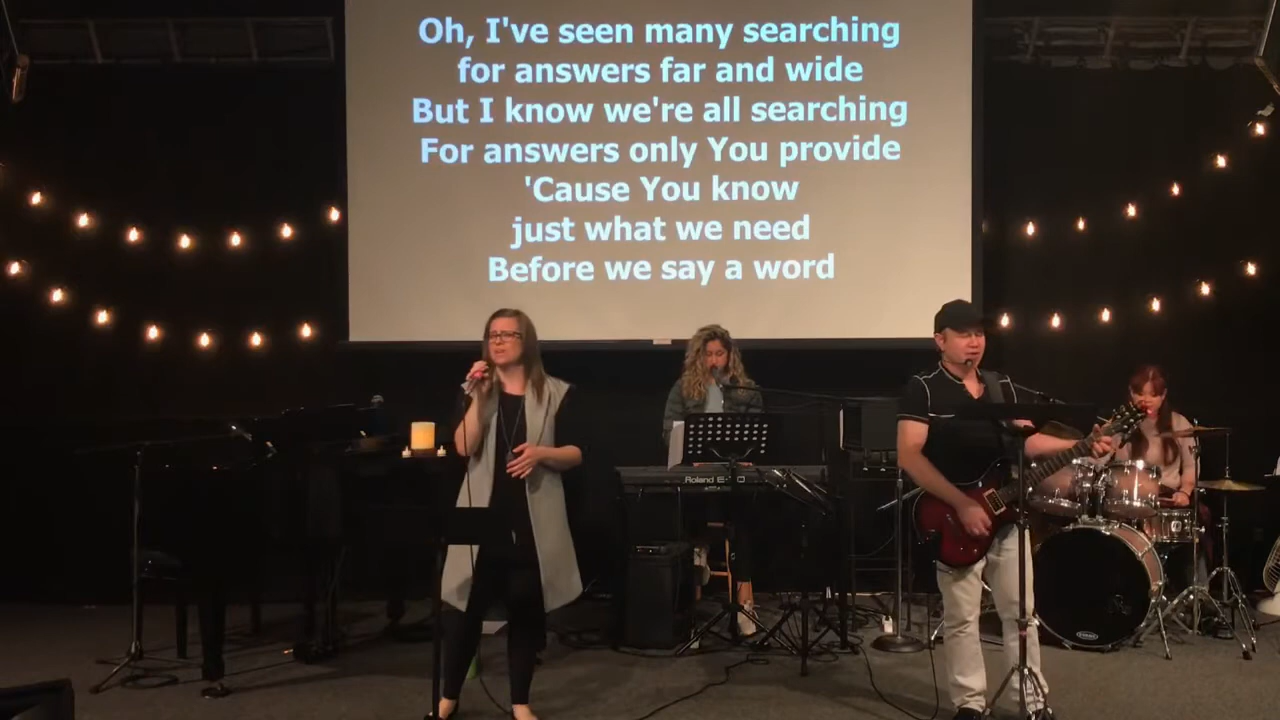 Oh, I've seen many searching
for answers far and wide
But I know we're all searching
For answers only You provide
'Cause You know
just what we need
Before we say a word
Roland